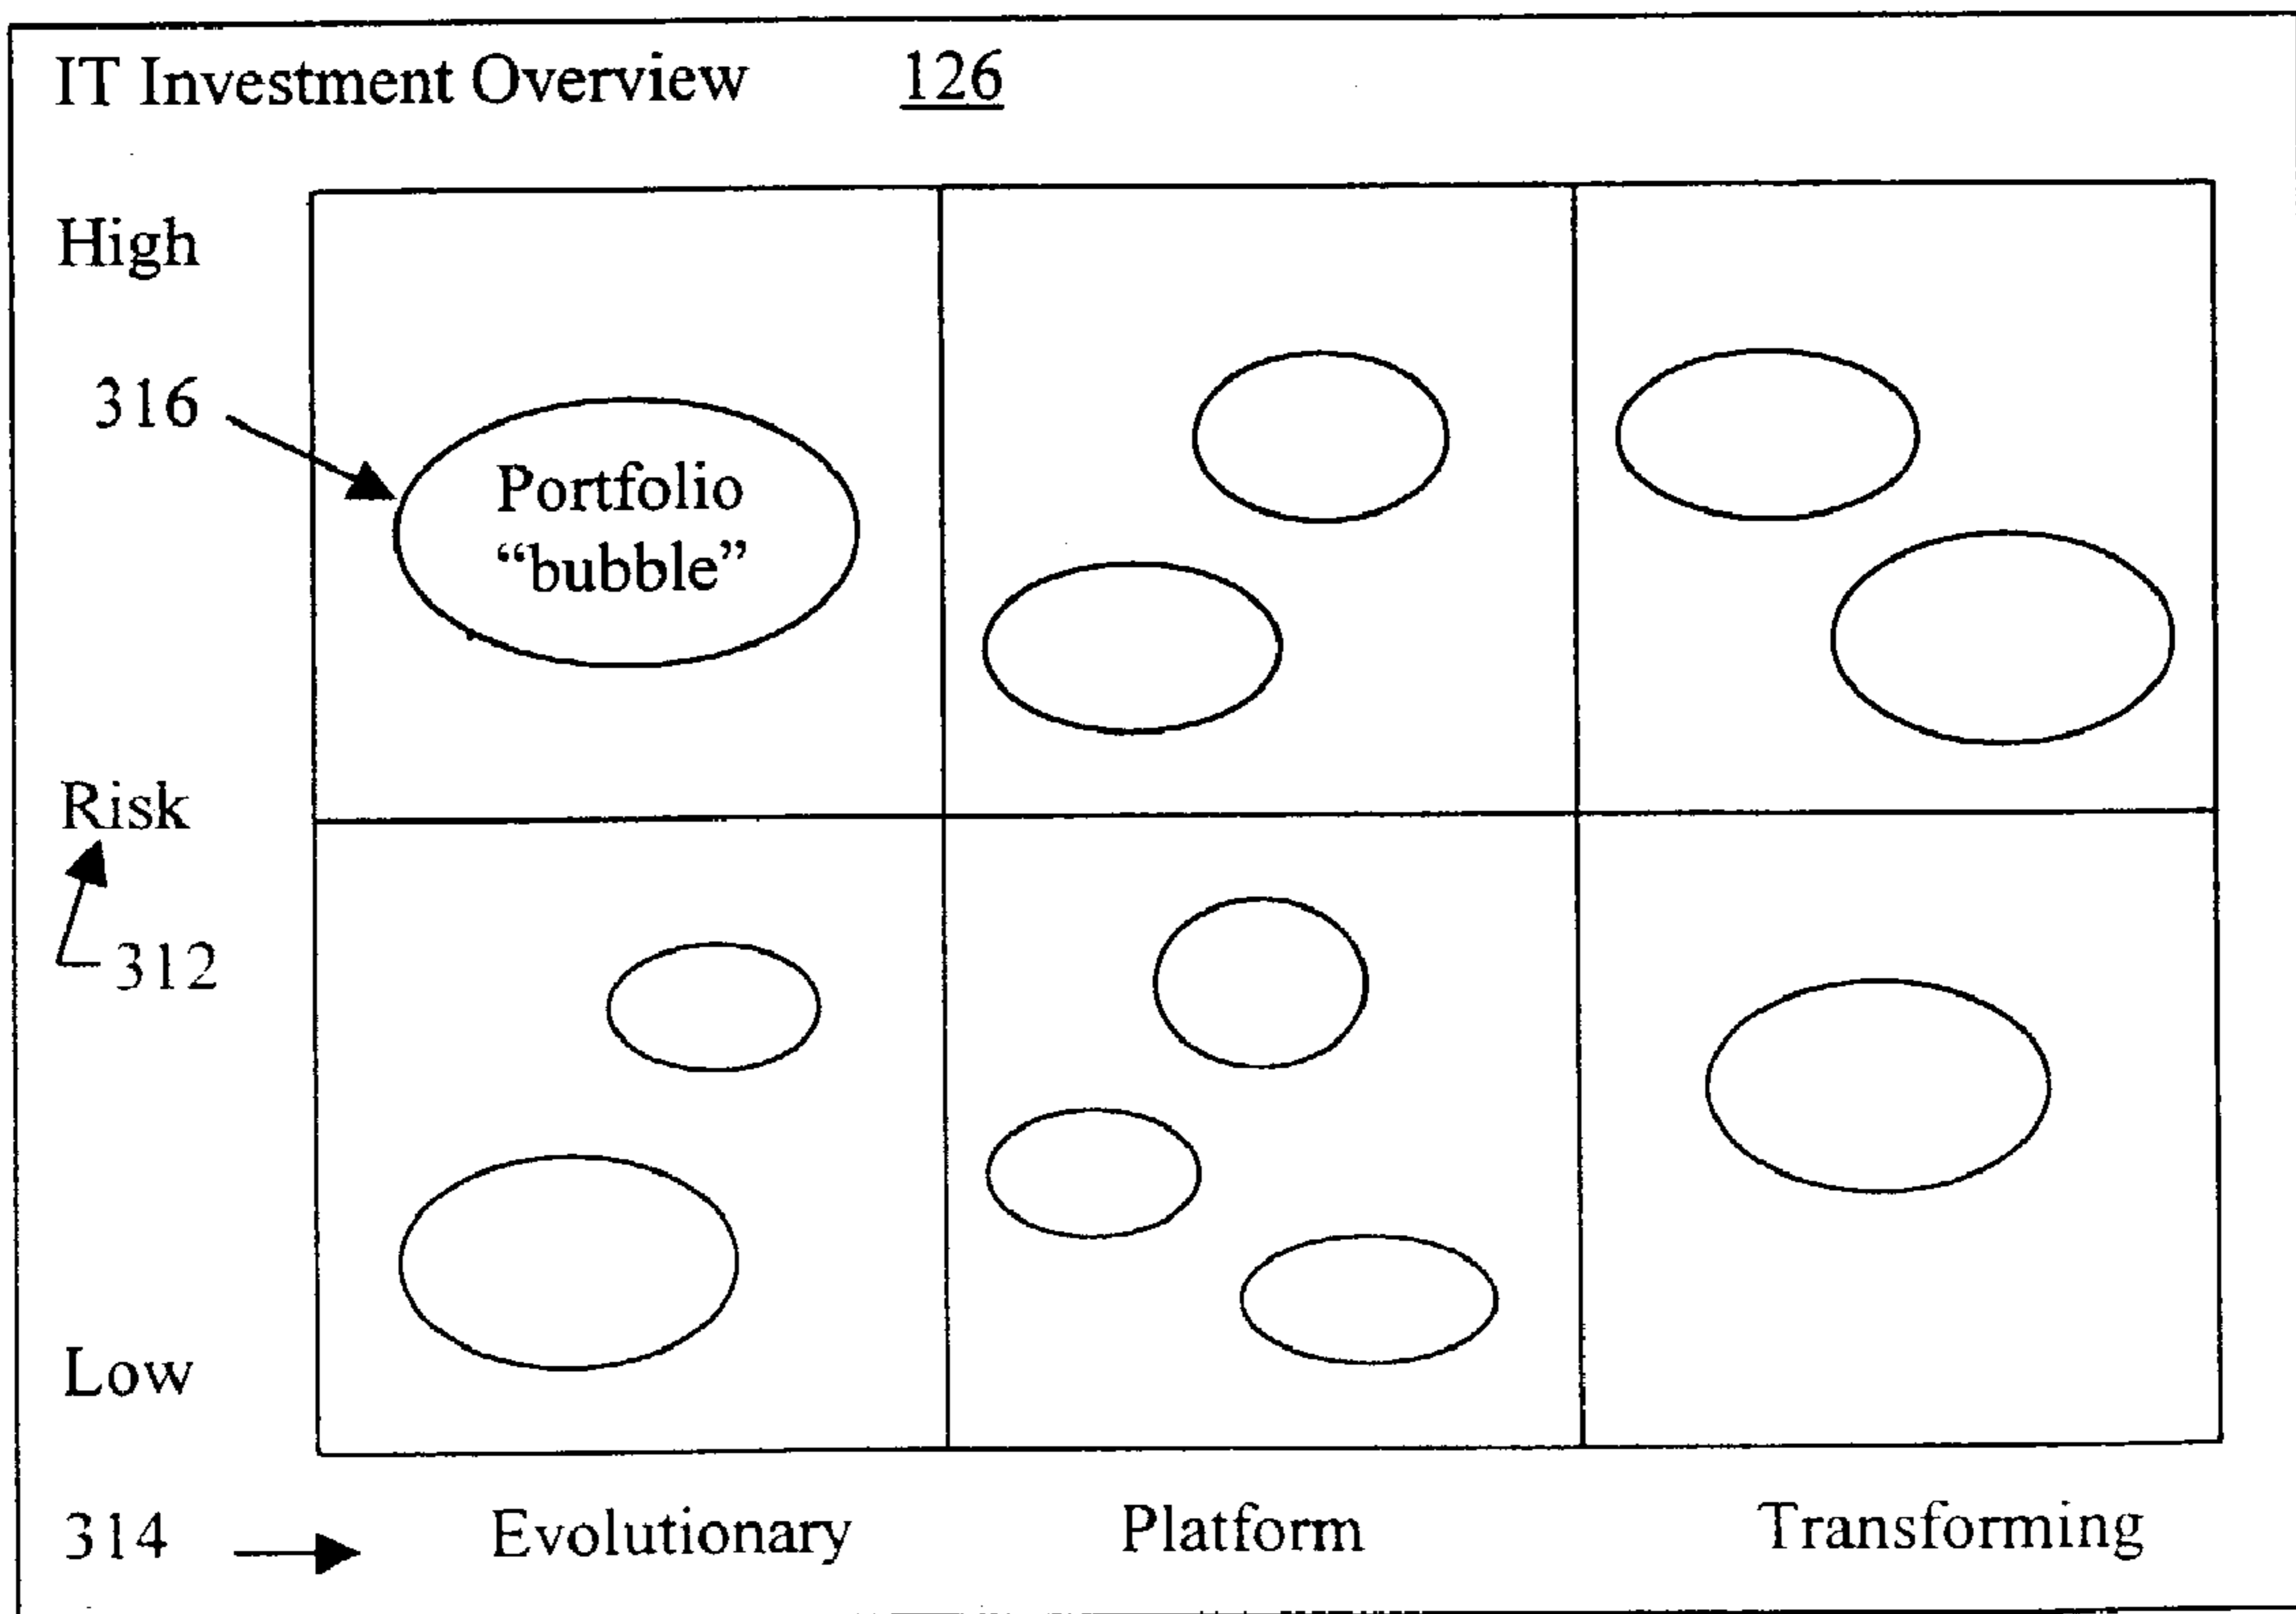 IT Investment Overview 126
High
316
Portfolio
“bubble”
Risk
312
Low
314 Evolutionary Platform Transforming